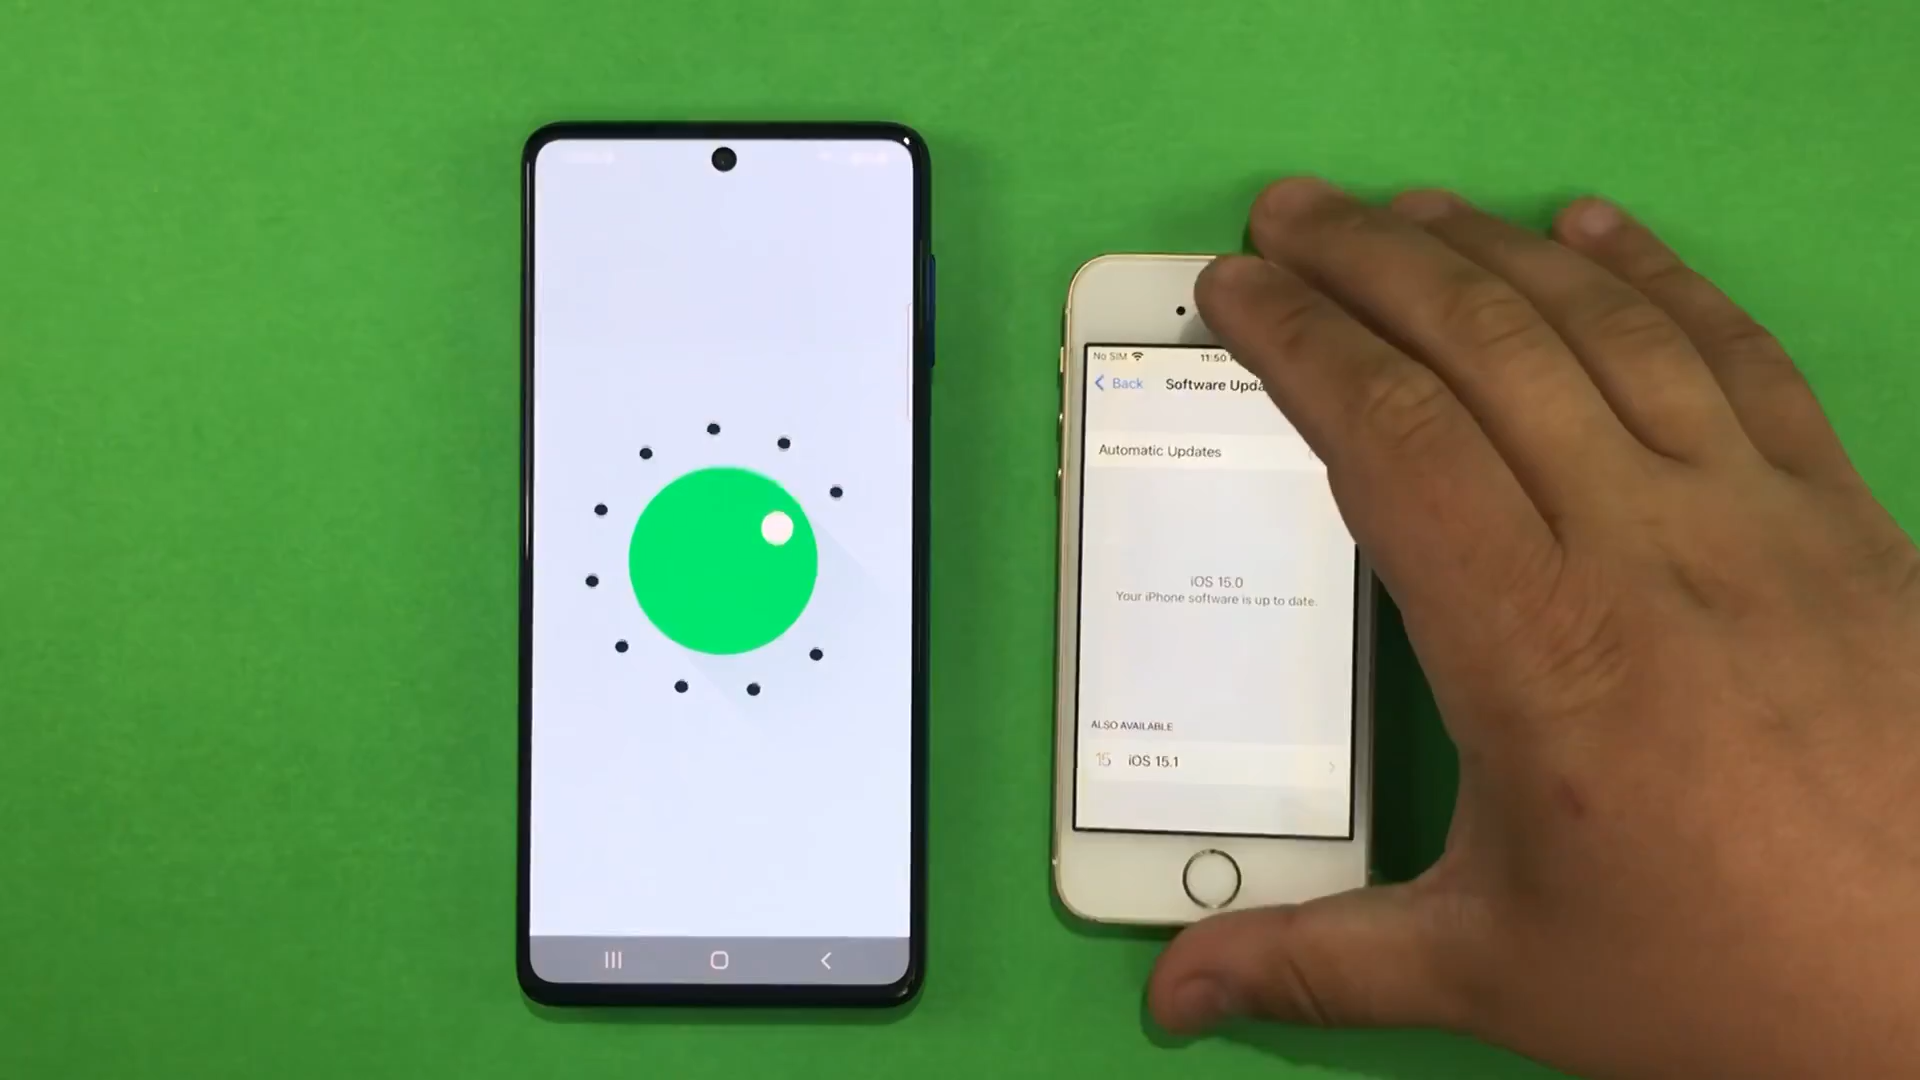 No SIM
11:50
Back
Software Upda
Automatic Updates
iOS 15.0
Your iPhone software is up to date.
ALSO AVAILABLE
15 iOS 15.1